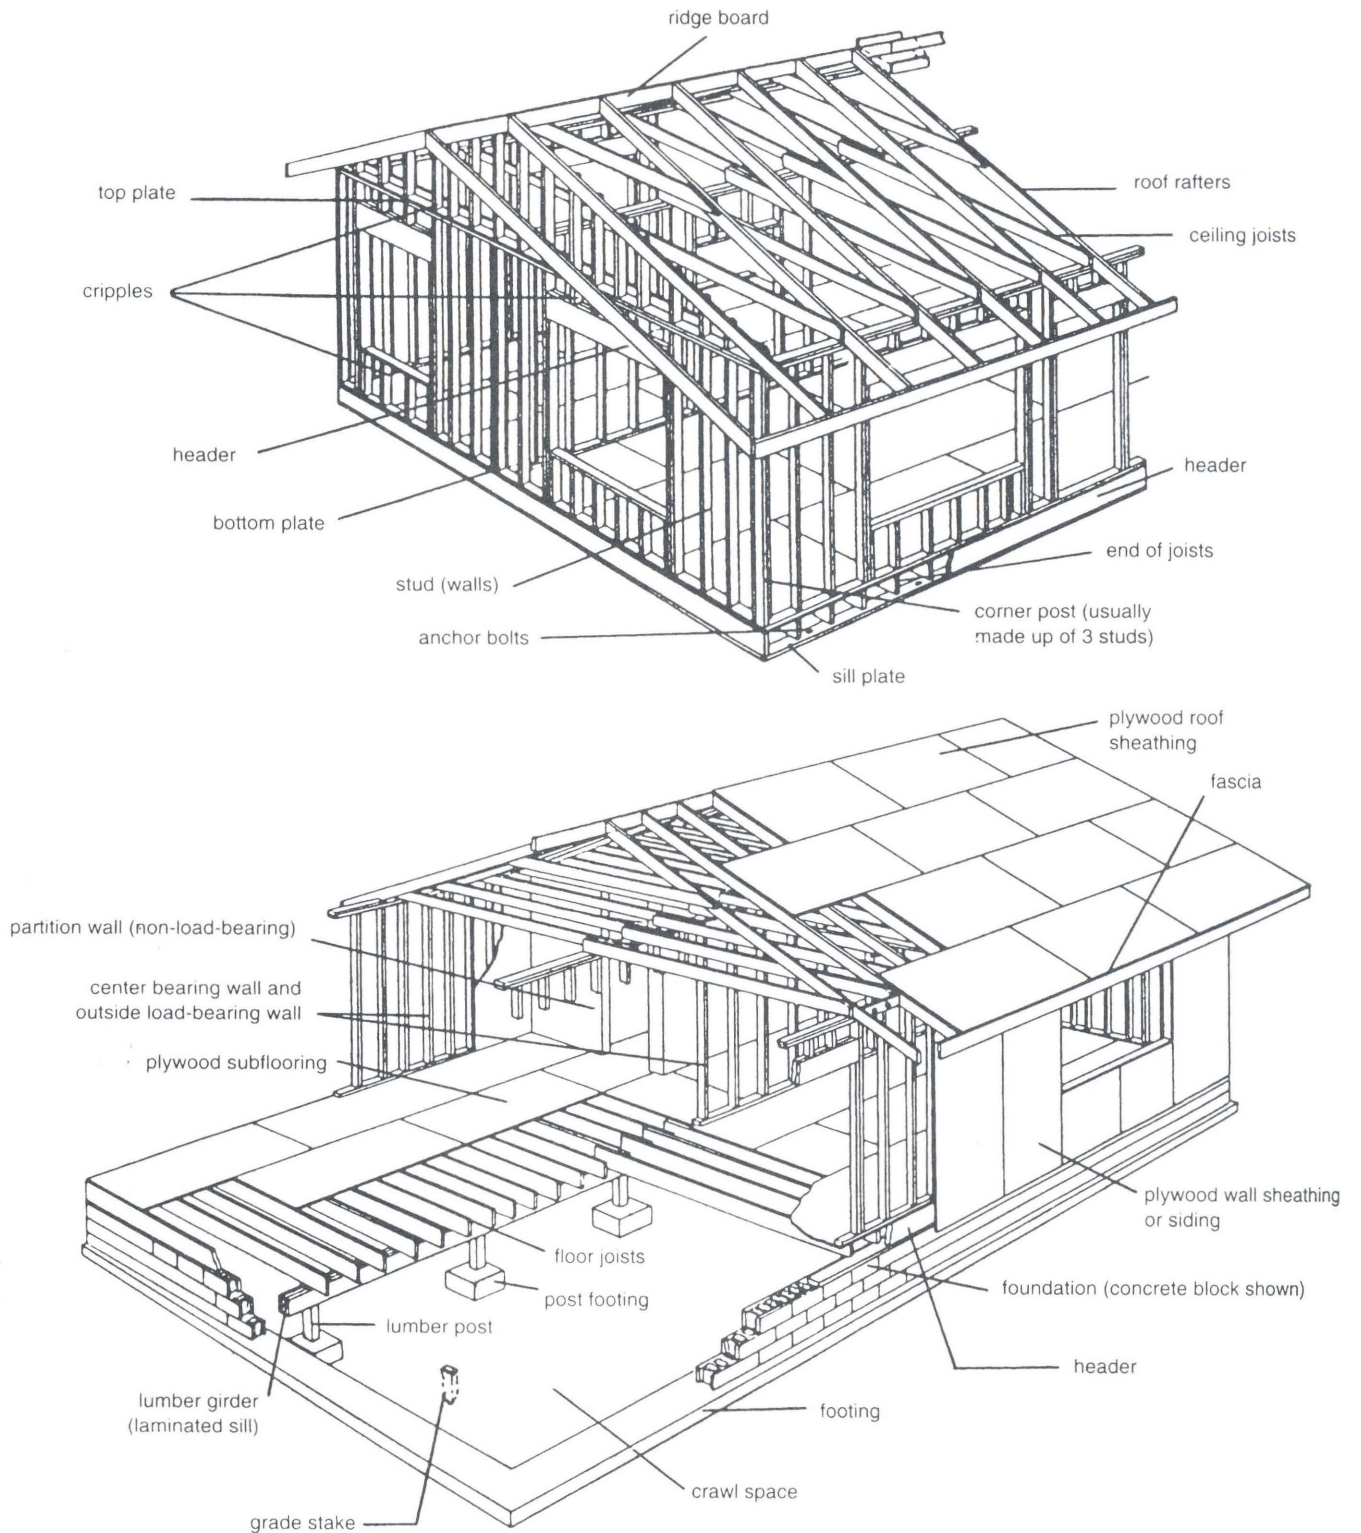 ridge board
top plate
roof rafters
ceiling joists
cripples
header
header
bottom plate
end of joists
stud (walls)
corner post (usually
made up of 3 studs)
anchor bolts
sill plate
plywood roof
sheathing
fascia
partition wall (non-load-bearing)
center bearing wall and
outside load-bearing wall
plywood subflooring
plywood wall sheathing
or siding
floor joists
foundation (concrete block shown)
post footing
lumber post
header
lumber girder
(laminated sill)
footing
crawl space
grade stake